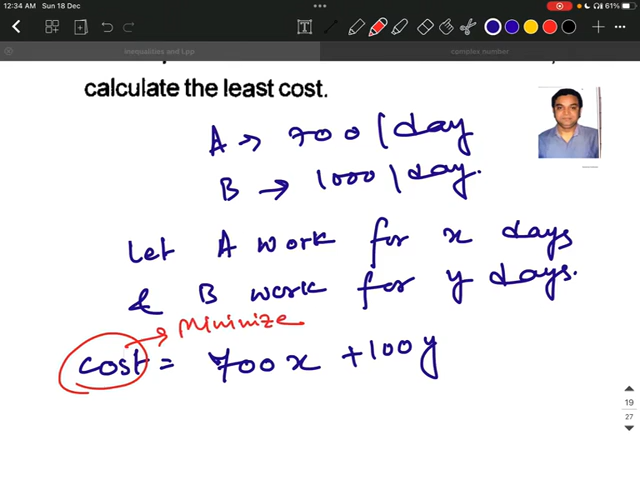 12:34 AM Sun 18 Dec
61%
inequalities and Lpp
complex number
calculate the least cost.
A → 700 / day
B → 1000 / day.
Let A work for x days
& B work for y days.
→ Minimize
cost = 700x + 100y
19
27